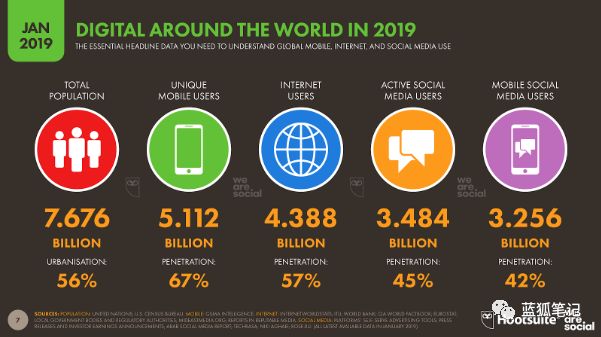 JAN
2019
DIGITAL AROUND THE WORLD IN 2019
THE ESSENTIAL HEADLINE DATA YOU NEED TO UNDERSTAND GLOBAL MOBILE, INTERNET, AND SOCIAL MEDIA USE
TOTAL
POPULATION
UNIQUE
MOBILE USERS
INTERNET
USERS
ACTIVE SOCIAL
MEDIA USERS
MOBILE SOCIAL
MEDIA USERS
we
are.
social
we
are.
social
7.676
BILLION
URBANISATION:
56%
5.112
BILLION
PENETRATION:
67%
4.388
BILLION
PENETRATION:
57%
3.484
BILLION
PENETRATION:
45%
3.256
BILLION
PENETRATION:
42%
7
SOURCES: POPULATION: UNITED NATIONS; U.S. CENSUS BUREAU. MOBILE: GSMA INTELLIGENCE. INTERNET: INTERNETWORLDSTATS; ITU; WORLD BANK; CIA WORLD FACTBOOK; EUROSTAT;
LOCAL GOVERNMENT BODIES AND REGULATORY AUTHORITIES; MIDEASTMEDIA.ORG; REPORTS IN REPUTABLE MEDIA. SOCIAL MEDIA: PLATFORMS' SELF-SERVE ADVERTISING TOOLS; PRESS
RELEASES AND INVESTOR EARNINGS ANNOUNCEMENTS; ARAB SOCIAL MEDIA REPORT; TECHRASA; NIKI AGHAEI; ROSE.RU. (ALL LATEST AVAILABLE DATA IN JANUARY 2019).
蓝狐笔记
Hootsuite
we
are.
social